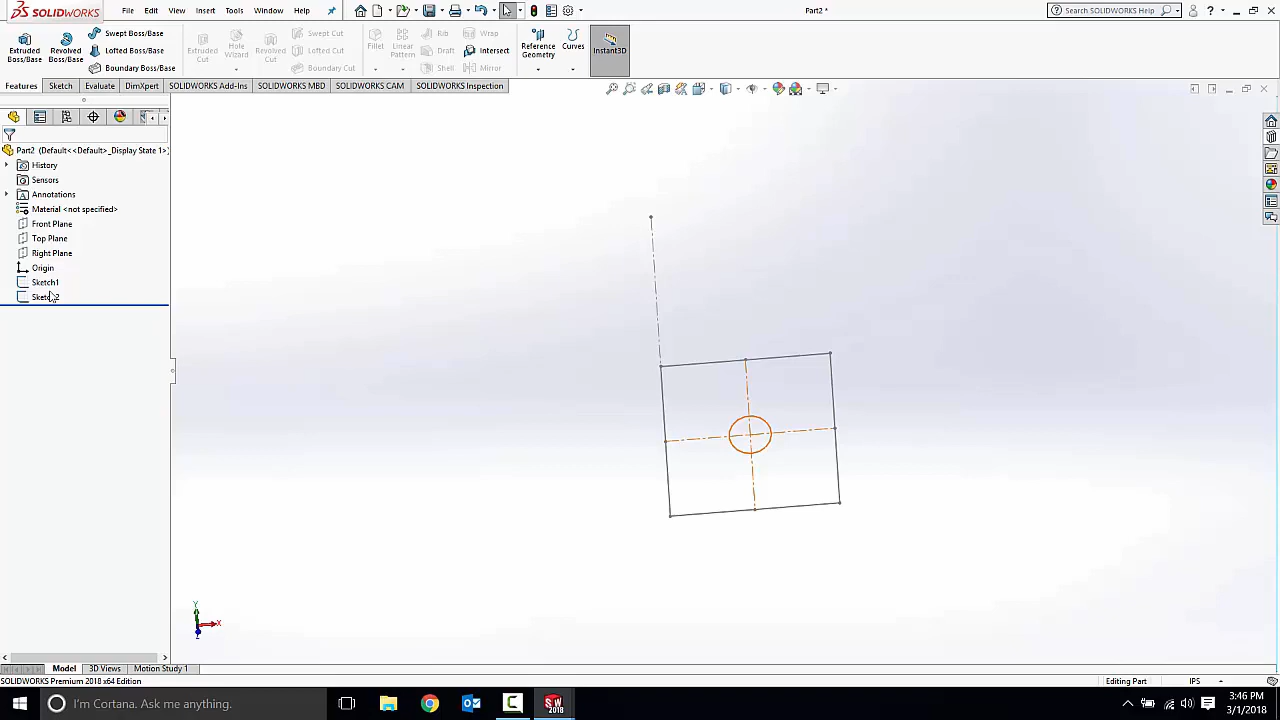 SOLIDWORKS
File Edit View Insert Tools Window Help
Part2 *
Search SOLIDWORKS Help
Extruded Boss/Base
Revolved Boss/Base
Swept Boss/Base
Lofted Boss/Base
Boundary Boss/Base
Extruded Cut
Hole Wizard
Revolved Cut
Swept Cut
Lofted Cut
Boundary Cut
Fillet
Linear Pattern
Rib
Draft
Shell
Wrap
Intersect
Mirror
Reference Geometry
Curves
Instant3D
Features Sketch Evaluate DimXpert SOLIDWORKS Add-Ins SOLIDWORKS MBD SOLIDWORKS CAM SOLIDWORKS Inspection
Part2 (Default<<Default>_Display State 1>)
History
Sensors
Annotations
Material <not specified>
Front Plane
Top Plane
Right Plane
Origin
Sketch1
Sketch2
Y
X
Z
Model 3D Views Motion Study 1
SOLIDWORKS Premium 2018 x64 Edition
Editing Part
IPS
I'm Cortana. Ask me anything.
SW 2018
3:46 PM
3/1/2018